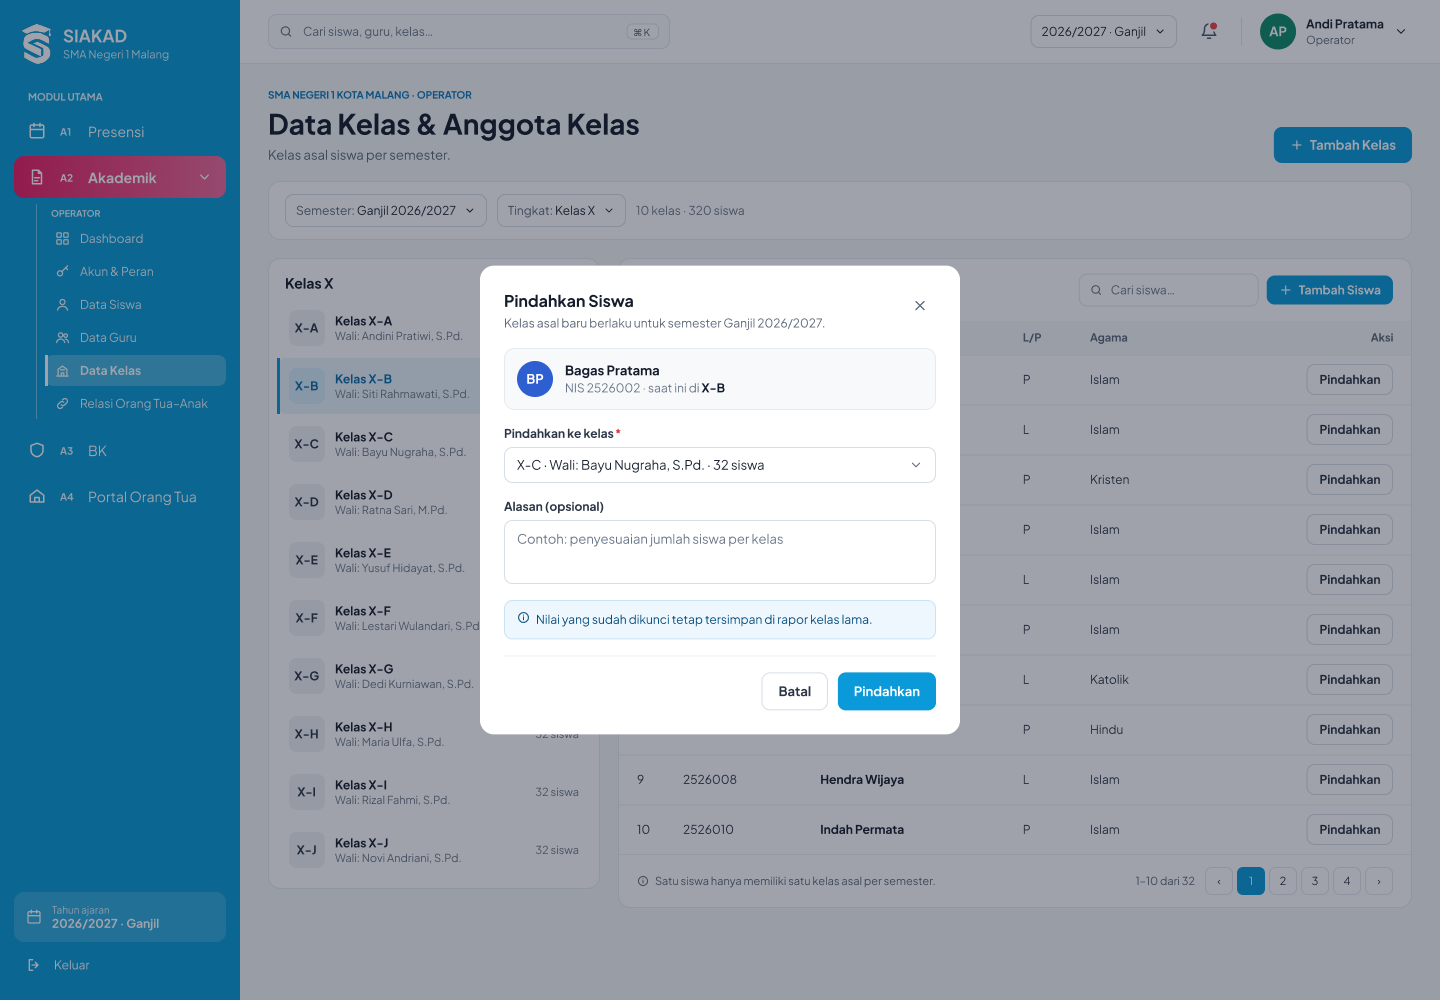 SIAKAD
SMA Negeri 1 Malang
MODUL UTAMA
A1 Presensi
A2 Akademik
OPERATOR
Dashboard
Akun & Peran
Data Siswa
Data Guru
Data Kelas
Relasi Orang Tua–Anak
A3 BK
A4 Portal Orang Tua
Tahun ajaran
2026/2027 · Ganjil
Keluar
Cari siswa, guru, kelas... ⌘K
2026/2027 · Ganjil
AP
Andi Pratama
Operator
SMA NEGERI 1 KOTA MALANG · OPERATOR
Data Kelas & Anggota Kelas
Kelas asal siswa per semester.
+ Tambah Kelas
Semester: Ganjil 2026/2027
Tingkat: Kelas X
10 kelas · 320 siswa
Kelas X
X-A Kelas X-A
Wali: Andini Pratiwi, S.Pd.
X-B Kelas X-B
Wali: Siti Rahmawati, S.Pd.
X-C Kelas X-C
Wali: Bayu Nugraha, S.Pd.
X-D Kelas X-D
Wali: Ratna Sari, M.Pd.
X-E Kelas X-E
Wali: Yusuf Hidayat, S.Pd.
X-F Kelas X-F
Wali: Lestari Wulandari, S.Pd
X-G Kelas X-G
Wali: Dedi Kurniawan, S.Pd.
X-H Kelas X-H
Wali: Maria Ulfa, S.Pd.
32 siswa
X-I Kelas X-I
Wali: Rizal Fahmi, S.Pd.
32 siswa
X-J Kelas X-J
Wali: Novi Andriani, S.Pd.
32 siswa
Cari siswa...
+ Tambah Siswa
L/P Agama Aksi
P Islam Pindahkan
L Islam Pindahkan
P Kristen Pindahkan
P Islam Pindahkan
L Islam Pindahkan
P Islam Pindahkan
L Katolik Pindahkan
P Hindu Pindahkan
9 2526008 Hendra Wijaya L Islam Pindahkan
10 2526010 Indah Permata P Islam Pindahkan
Satu siswa hanya memiliki satu kelas asal per semester.
1–10 dari 32 ‹ 1 2 3 4 ›
Pindahkan Siswa
Kelas asal baru berlaku untuk semester Ganjil 2026/2027.
BP
Bagas Pratama
NIS 2526002 · saat ini di X-B
Pindahkan ke kelas *
X-C · Wali: Bayu Nugraha, S.Pd. · 32 siswa
Alasan (opsional)
Contoh: penyesuaian jumlah siswa per kelas
Nilai yang sudah dikunci tetap tersimpan di rapor kelas lama.
Batal
Pindahkan